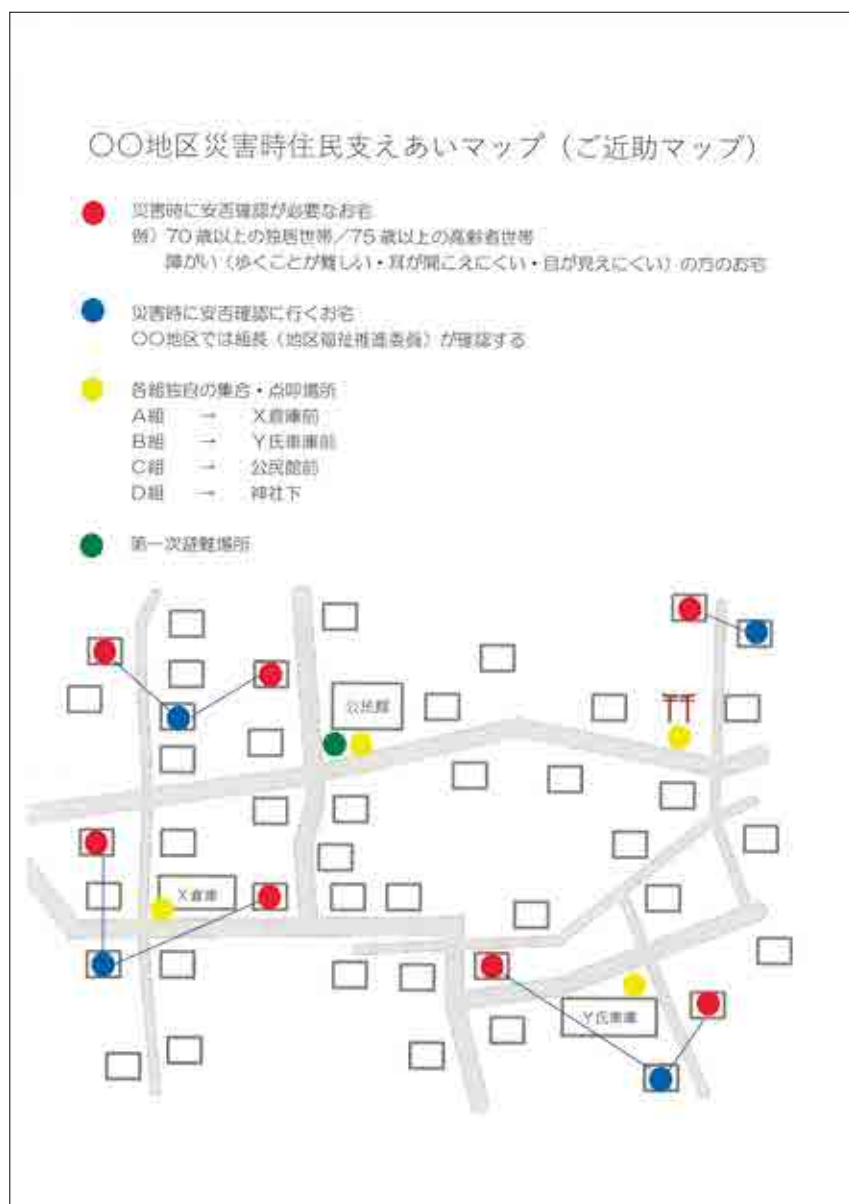 〇〇地区災害時住民支えあいマップ（ご近助マップ）
災害時に安否確認が必要なお宅
例）70歳以上の独居世帯／75歳以上の高齢者世帯
障がい（歩くことが難しい・耳が聞こえにくい・目が見えにくい）の方のお宅
災害時に安否確認に行くお宅
〇〇地区では組長（地区福祉推進委員）が確認する
各組独自の集合・点呼場所
A組　→　X倉庫前
B組　→　Y氏車庫前
C組　→　公民館前
D組　→　神社下
第一次避難場所
公民館
X倉庫
Y氏車庫